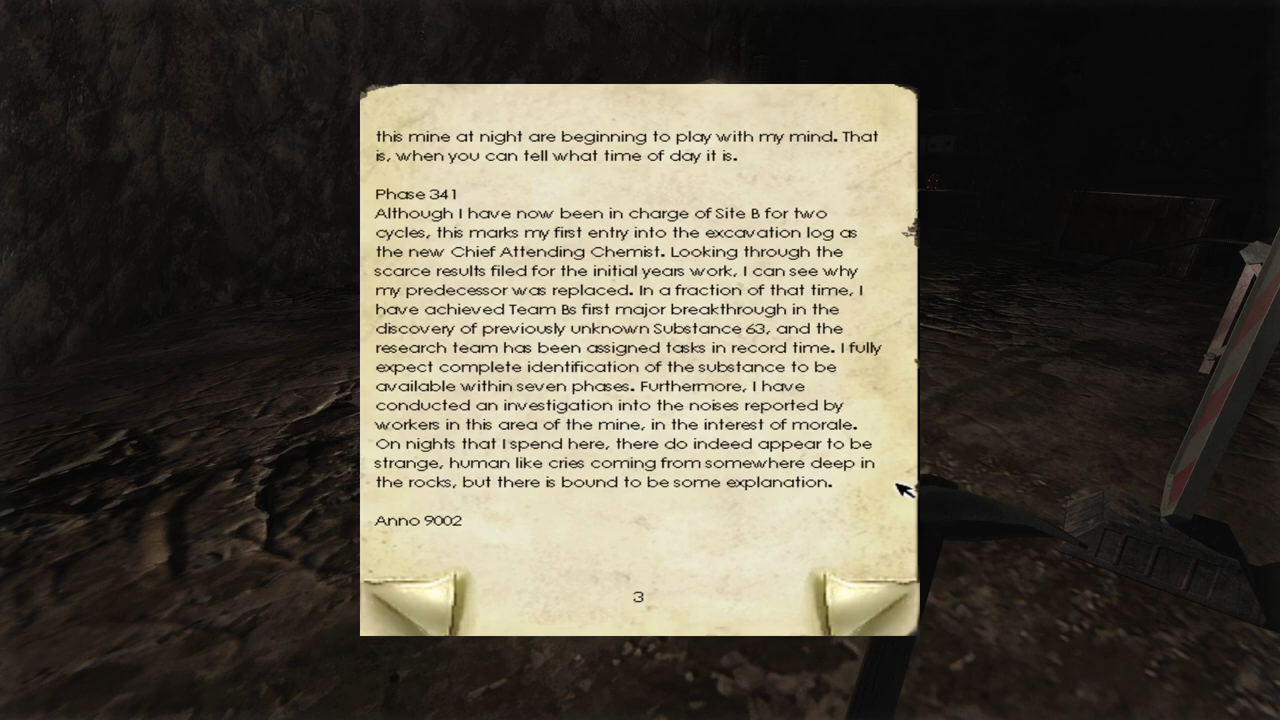 this mine at night are beginning to play with my mind. That
is, when you can tell what time of day it is.
Phase 341
Although I have now been in charge of Site B for two
cycles, this marks my first entry into the excavation log as
the new Chief Attending Chemist. Looking through the
scarce results filed for the initial years work, I can see why
my predecessor was replaced. In a fraction of that time, I
have achieved Team Bs first major breakthrough in the
discovery of previously unknown Substance 63, and the
research team has been assigned tasks in record time. I fully
expect complete identification of the substance to be
available within seven phases. Furthermore, I have
conducted an investigation into the noises reported by
workers in this area of the mine, in the interest of morale.
On nights that I spend here, there do indeed appear to be
strange, human like cries coming from somewhere deep in
the rocks, but there is bound to be some explanation.
Anno 9002
3